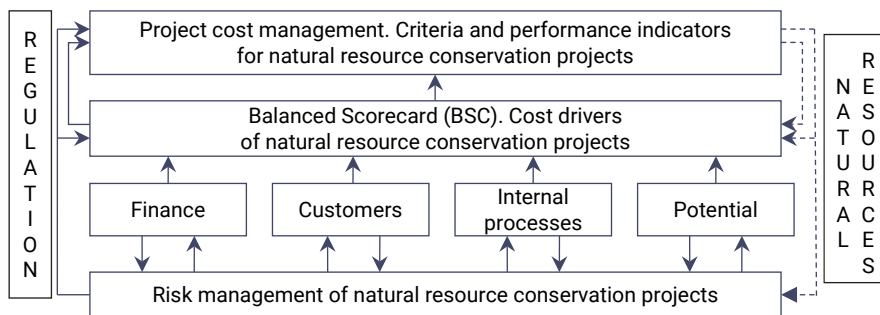 REGULATION
Project cost management. Criteria and performance indicators
for natural resource conservation projects
Balanced Scorecard (BSC). Cost drivers
of natural resource conservation projects
Finance
Customers
Internal
processes
Potential
Risk management of natural resource conservation projects
NATURAL
RESOURCES